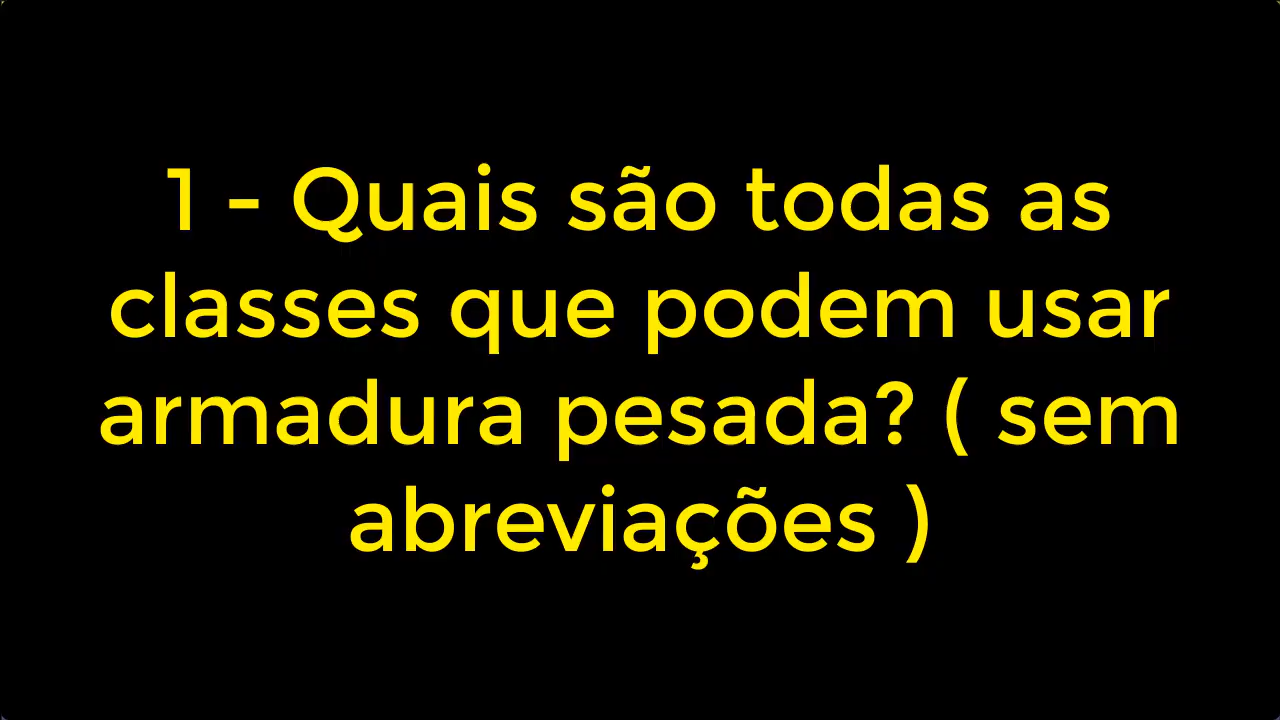 1 - Quais são todas as
classes que podem usar
armadura pesada? ( sem
abreviações )